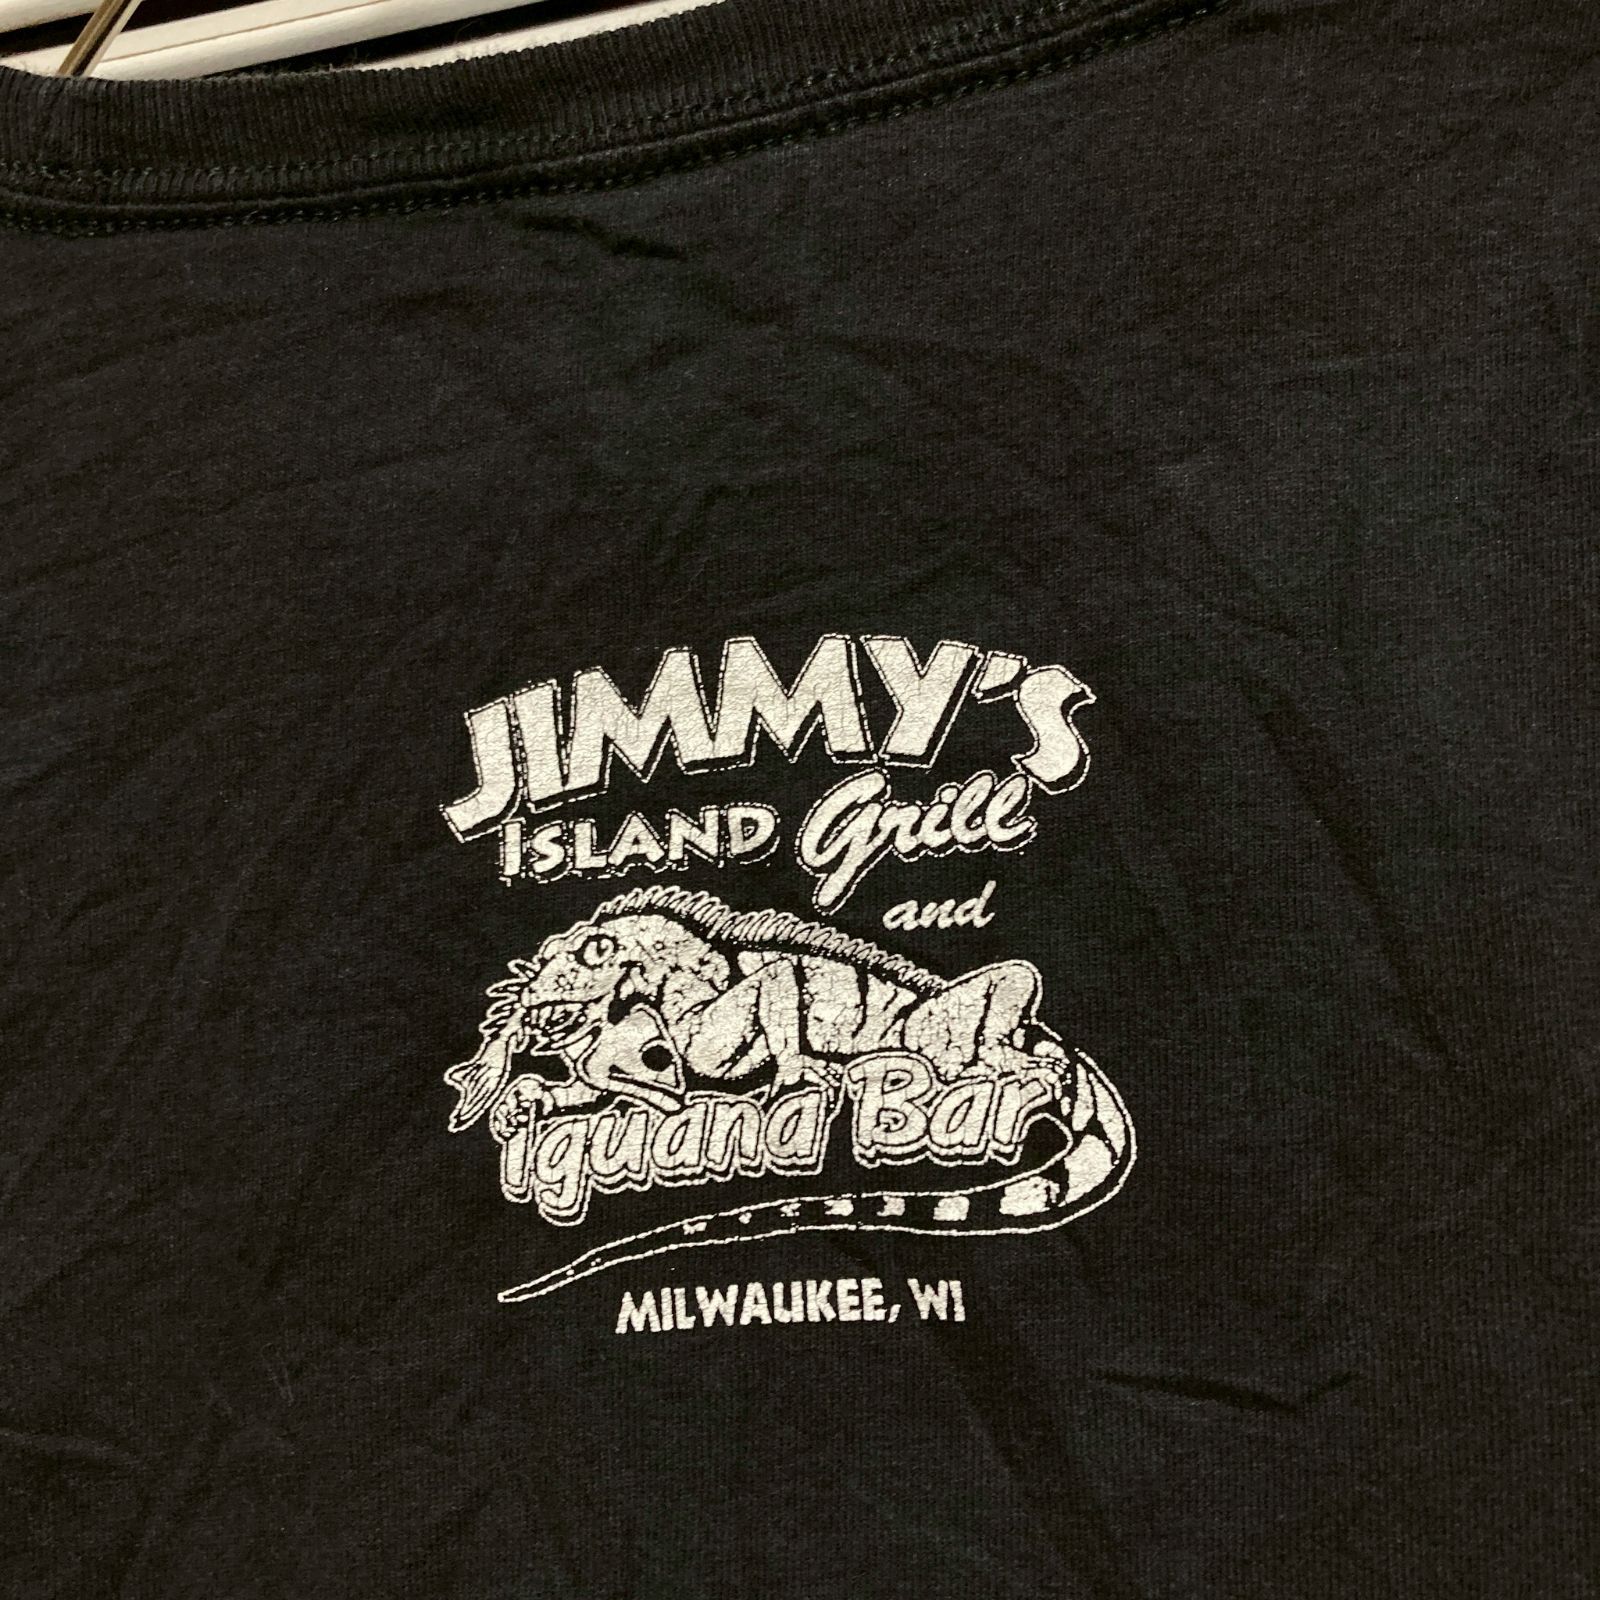 JIMMY'S
ISLAND Grill
and
Iguana Bar
MILWAUKEE, WI